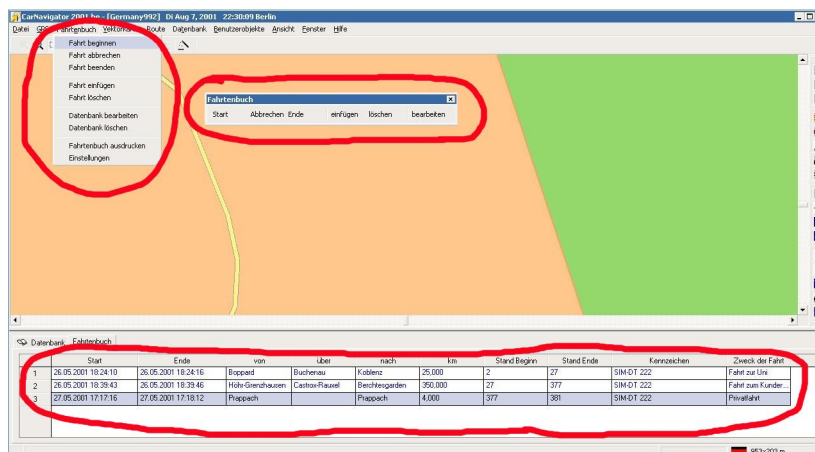 CarNavigator 2001 - [Germany992] Di Aug 7, 2001 22:30:09 Berlin
Datei GPS Fahrtenbuch Vektorkarte Route Datenbank Benutzerobjekte Ansicht Fenster Hilfe
Fahrt beginnen
Fahrt abbrechen
Fahrt beenden
Fahrt einfügen
Fahrt löschen
Datenbank bearbeiten
Datenbank löschen
Fahrtenbuch ausdrucken
Einstellungen
Fahrtenbuch
Start Abbrechen Ende einfügen löschen bearbeiten
Datenbank Fahrtenbuch
Start Ende von über nach km Stand Beginn Stand Ende Kennzeichen Zweck der Fahrt
1 26.05.2001 18:24:10 26.05.2001 18:24:16 Boppard Buchenau Koblenz 25,000 2 27 SIM-DT 222 Fahrt zur Uni
2 26.05.2001 18:39:43 26.05.2001 18:39:46 Höhr-Grenzhausen Castrox-Rauxel Berchtesgarden 350,000 27 377 SIM-DT 222 Fahrt zum Kunder...
3 27.05.2001 17:17:16 27.05.2001 17:18:12 Prappach Prappach 4,000 377 381 SIM-DT 222 Privatfahrt